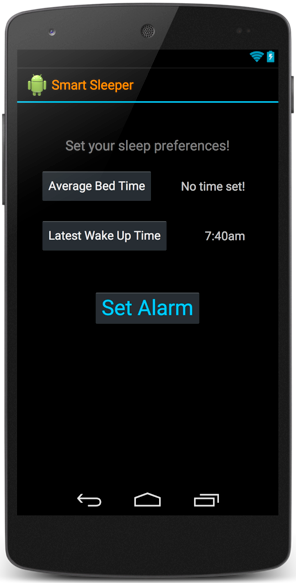 Smart Sleeper
Set your sleep preferences!
Average Bed Time No time set!
Latest Wake Up Time 7:40am
Set Alarm